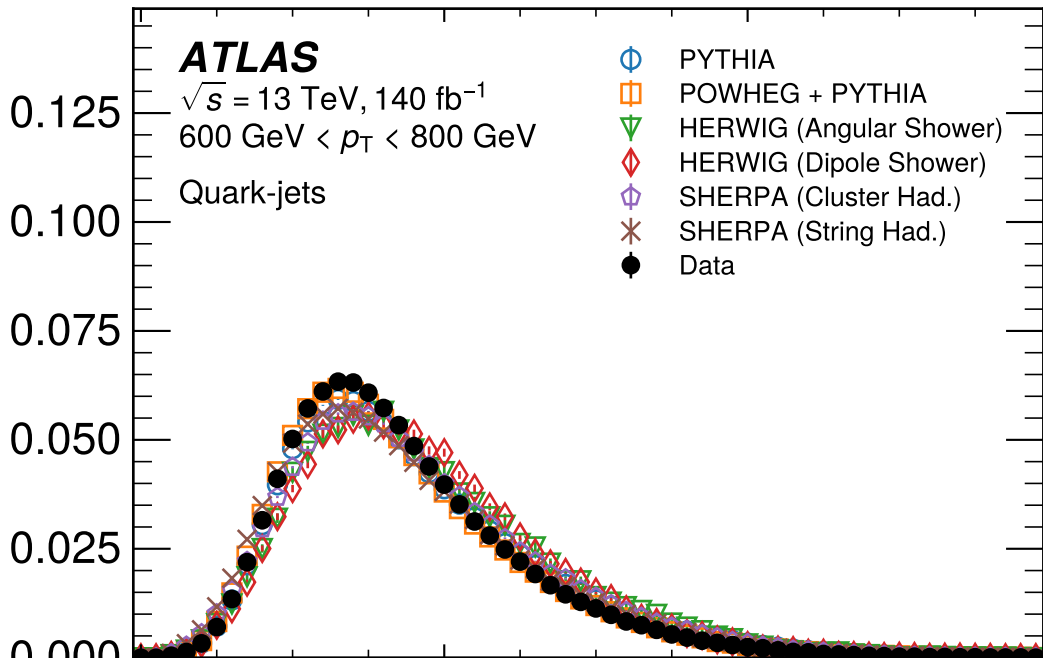 ATLAS
√s = 13 TeV, 140 fb⁻¹
600 GeV < pT < 800 GeV
Quark-jets
PYTHIA
POWHEG + PYTHIA
HERWIG (Angular Shower)
HERWIG (Dipole Shower)
SHERPA (Cluster Had.)
SHERPA (String Had.)
Data
0.125
0.100
0.075
0.050
0.025
0.000